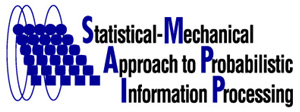 Statistical-Mechanical
Approach to Probabilistic
Information Processing